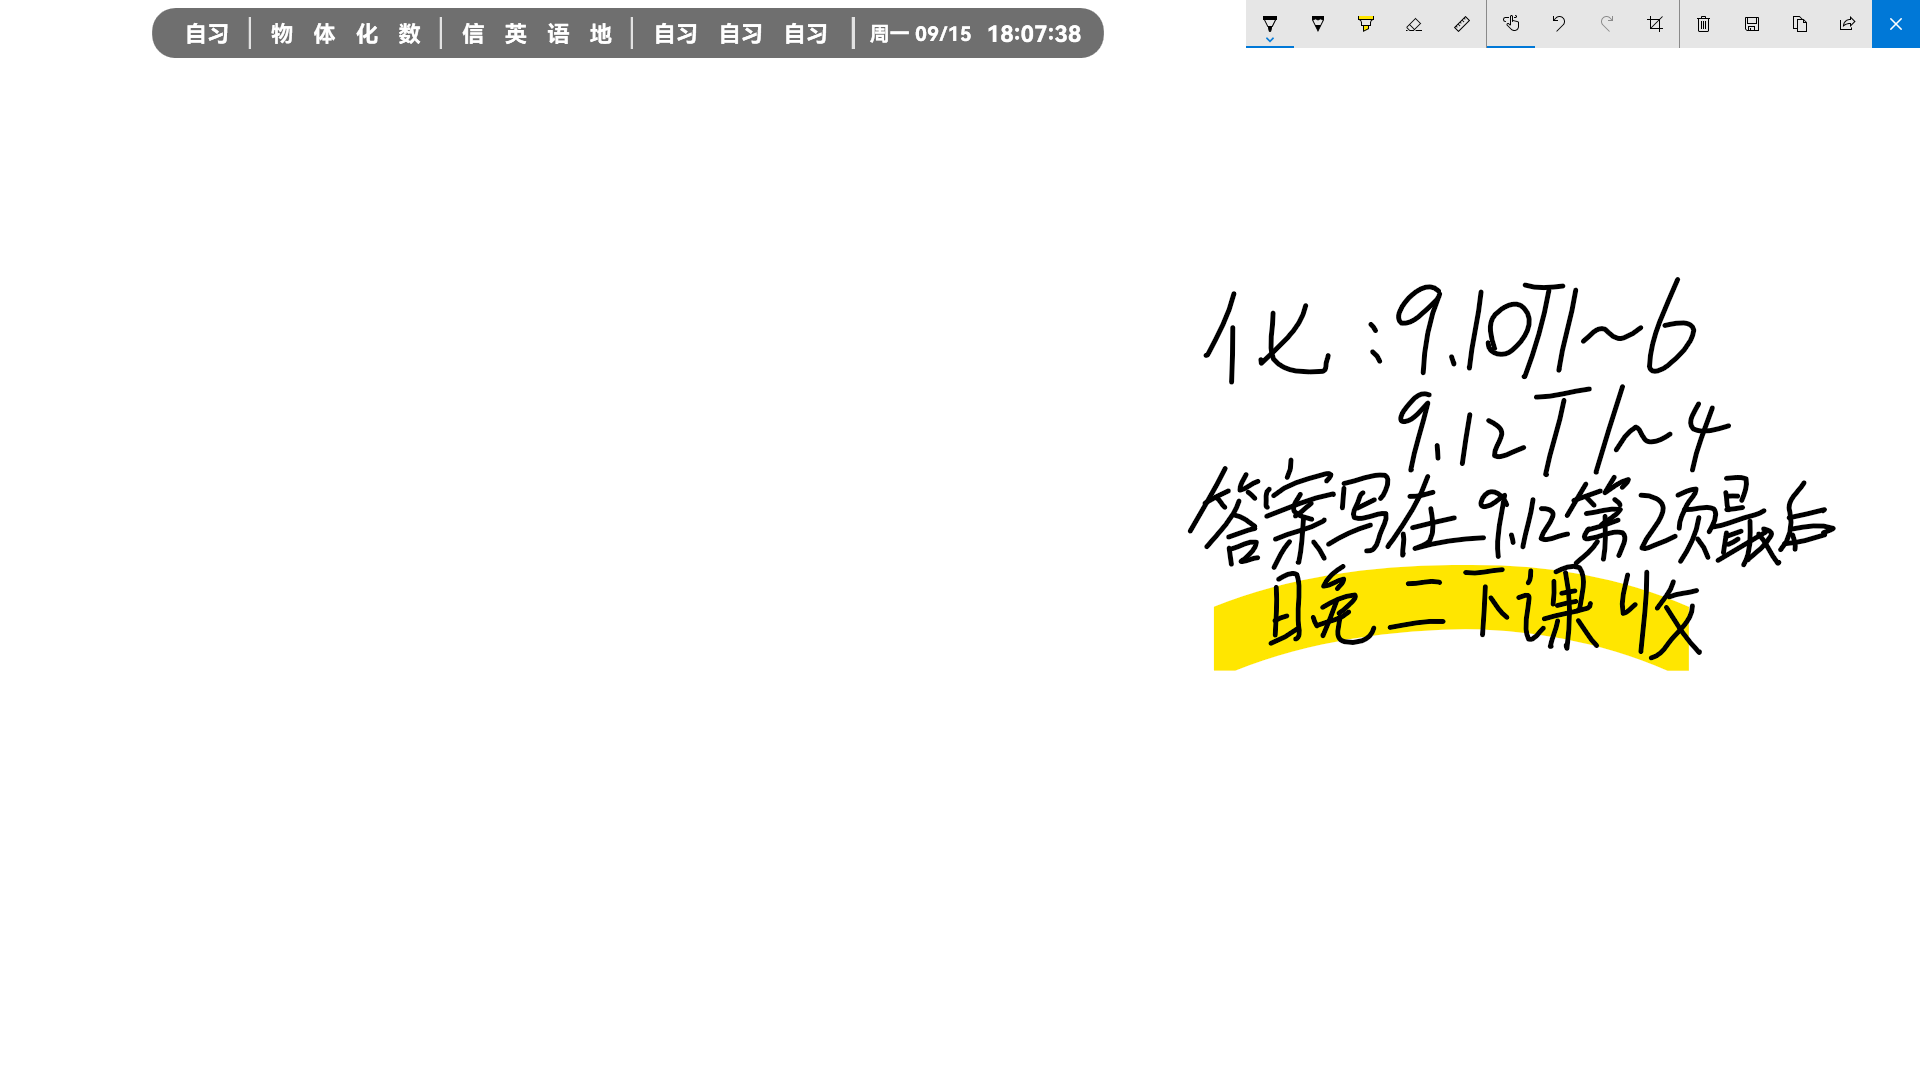 自习 | 物 体 化 数 | 信 英 语 地 | 自习 自习 自习 | 周一 09/15 18:07:38
化:9.10T1~6
9.12T1~4
答案写在9.12第2项最后
晚二下课收